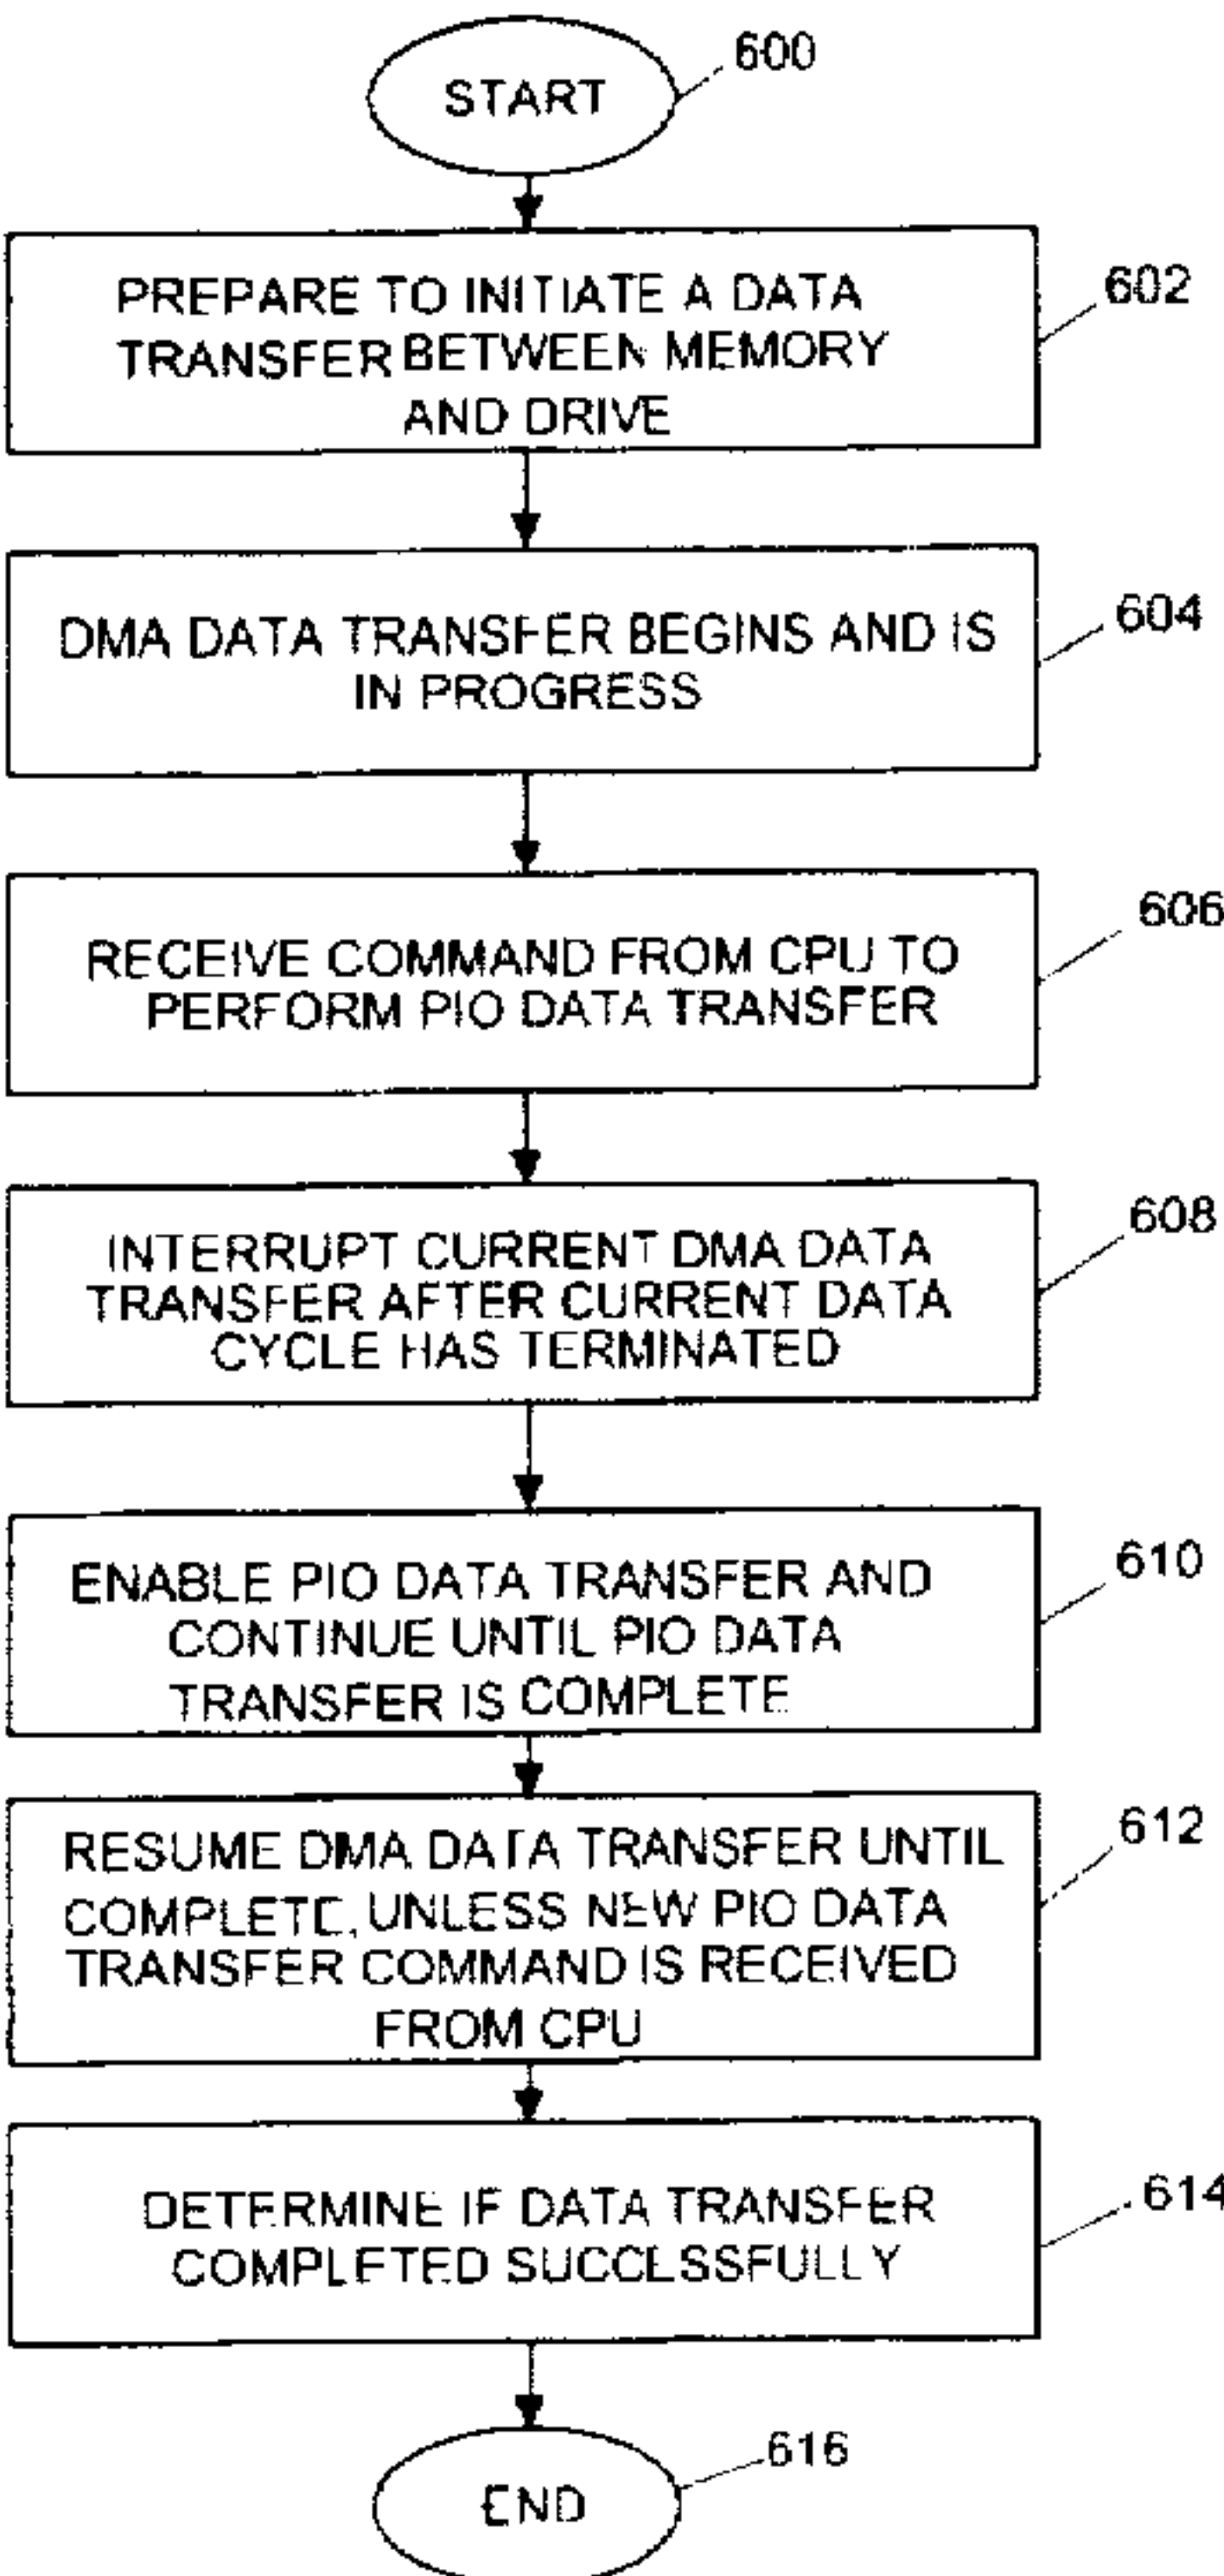 START
600
PREPARE TO INITIATE A DATA
TRANSFER BETWEEN MEMORY
AND DRIVE
602
DMA DATA TRANSFER BEGINS AND IS
IN PROGRESS
604
RECEIVE COMMAND FROM CPU TO
PERFORM PIO DATA TRANSFER
606
INTERRUPT CURRENT DMA DATA
TRANSFER AFTER CURRENT DATA
CYCLE HAS TERMINATED
608
ENABLE PIO DATA TRANSFER AND
CONTINUE UNTIL PIO DATA
TRANSFER IS COMPLETE
610
RESUME DMA DATA TRANSFER UNTIL
COMPLETE, UNLESS NEW PIO DATA
TRANSFER COMMAND IS RECEIVED
FROM CPU
612
DETERMINE IF DATA TRANSFER
COMPLETED SUCCESSFULLY
614
END
616